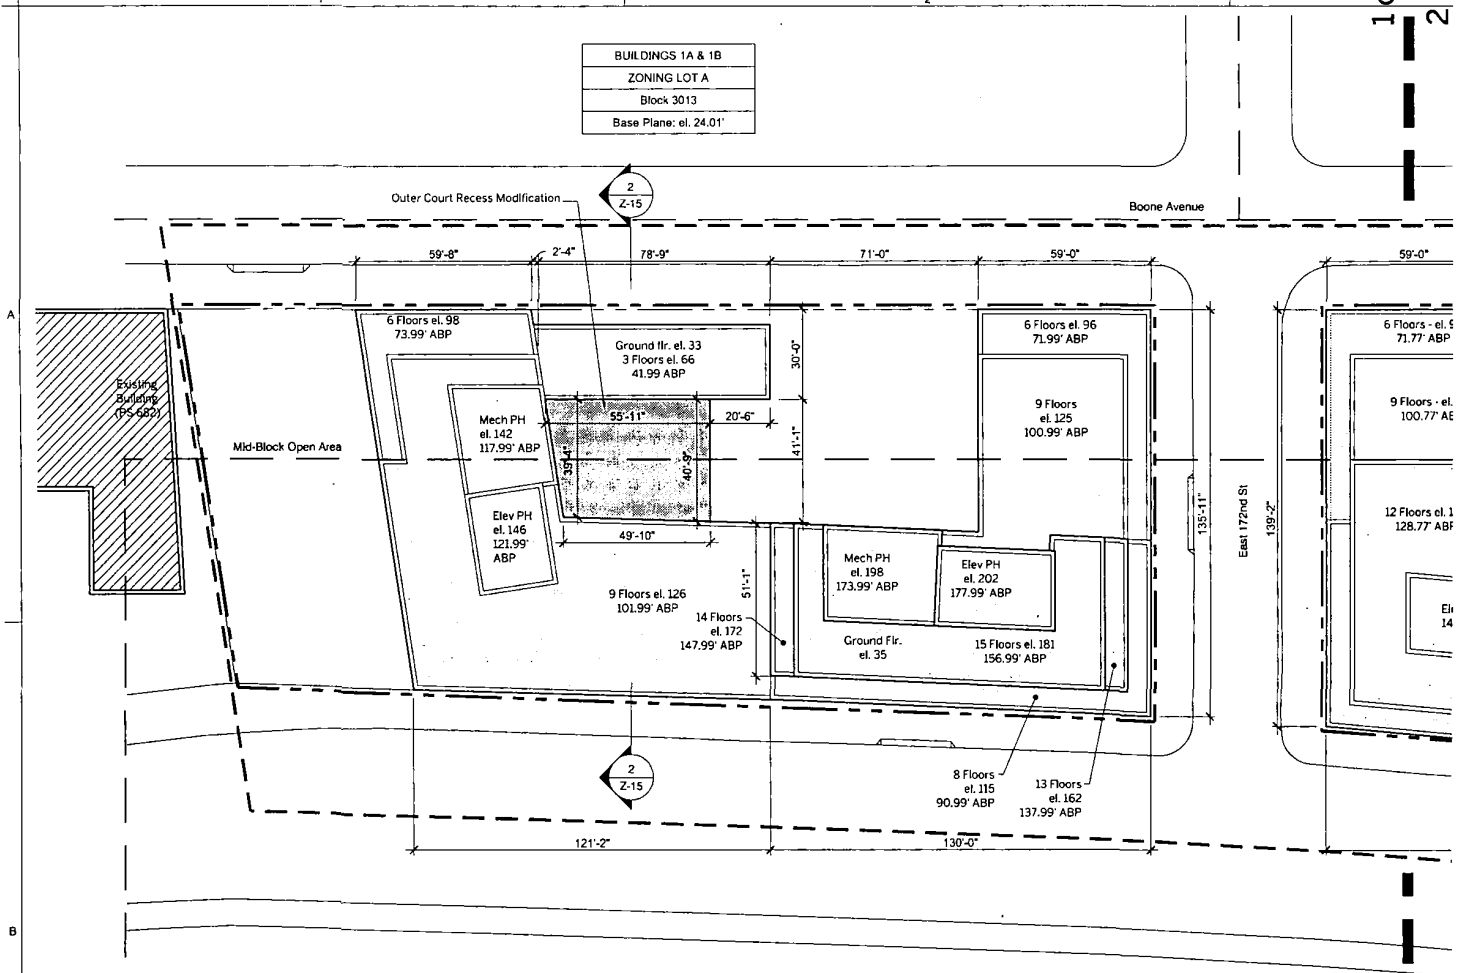 BUILDINGS 1A & 1B
ZONING LOT A
Block 3013
Base Plane: el. 24.01'
2
Z-15
Outer Court Recess Modification
Boone Avenue
59'-8"
2'-4"
78'-9"
71'-0"
59'-0"
59'-0"
A
6 Floors el. 98
73.99' ABP
Ground flr. el. 33
3 Floors el. 66
41.99 ABP
30'-0"
6 Floors el. 96
71.99' ABP
6 Floors - el.
71.77' ABP
Existing
Building
(PS 682)
Mid-Block Open Area
Mech PH
el. 142
117.99' ABP
55'-11"
20'-6"
39'-4"
40'-9"
41'-1"
9 Floors
el. 125
100.99' ABP
9 Floors - el.
100.77'
Elev PH
el. 146
121.99'
ABP
49'-10"
135'-11"
East 172nd St
139'-2"
12 Floors el.
128.77'
9 Floors el. 126
101.99' ABP
51'-1"
Mech PH
el. 198
173.99' ABP
Elev PH
el. 202
177.99' ABP
14 Floors
el. 172
147.99' ABP
Ground Flr.
el. 35
15 Floors el. 181
156.99' ABP
2
Z-15
8 Floors
el. 115
90.99' ABP
13 Floors
el. 162
137.99' ABP
121'-2"
130'-0"
B